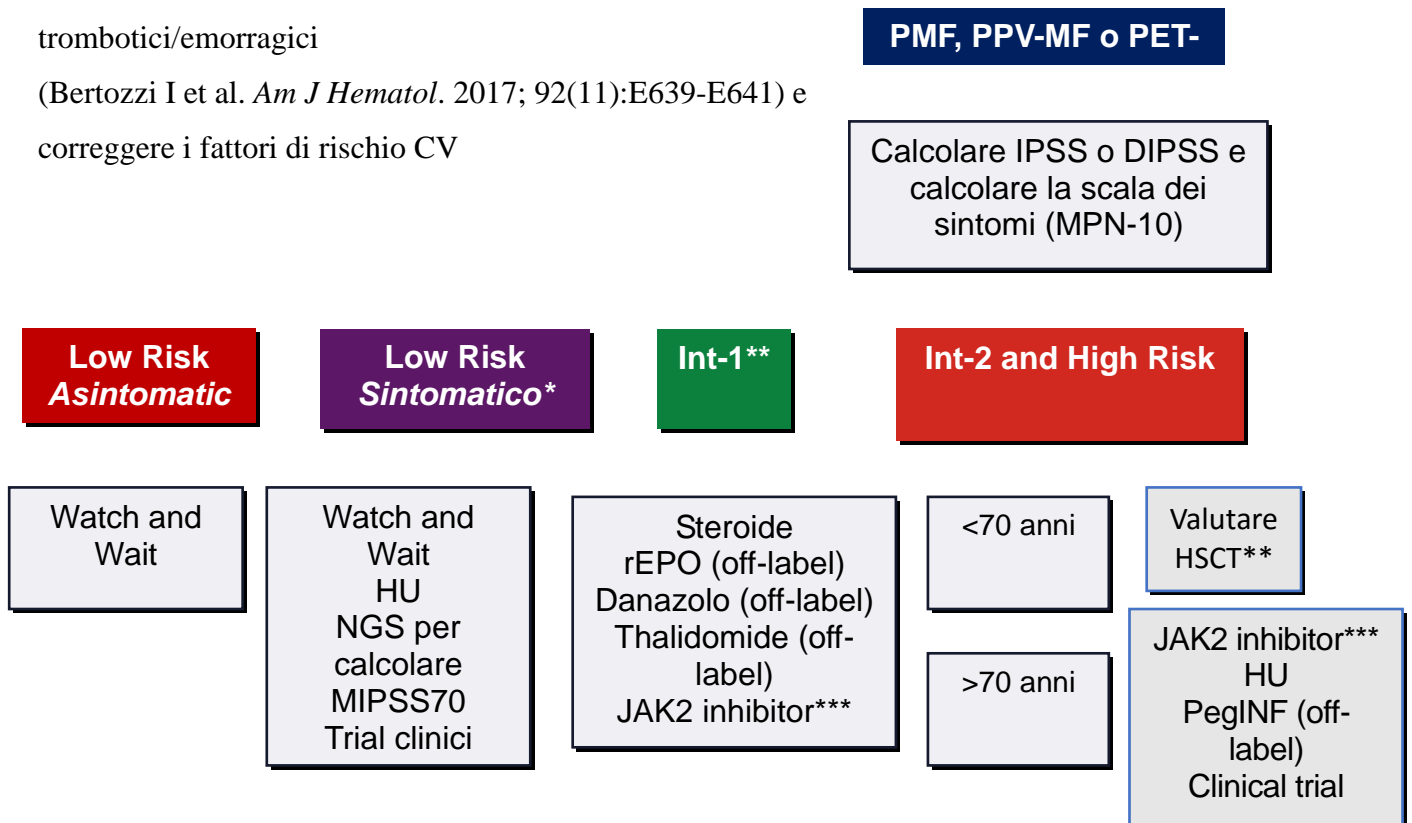 trombotici/emorragici
(Bertozzi I et al. Am J Hematol. 2017; 92(11):E639-E641) e
correggere i fattori di rischio CV
PMF, PPV-MF o PET-
Calcolare IPSS o DIPSS e
calcolare la scala dei
sintomi (MPN-10)
Low Risk
Asintomatic
Low Risk
Sintomatico*
Int-1**
Int-2 and High Risk
Watch and
Wait
Watch and
Wait
HU
NGS per
calcolare
MIPSS70
Trial clinici
Steroide
rEPO (off-label)
Danazolo (off-label)
Thalidomide (off-
label)
JAK2 inhibitor***
<70 anni
>70 anni
Valutare
HSCT**
JAK2 inhibitor***
HU
PegINF (off-
label)
Clinical trial